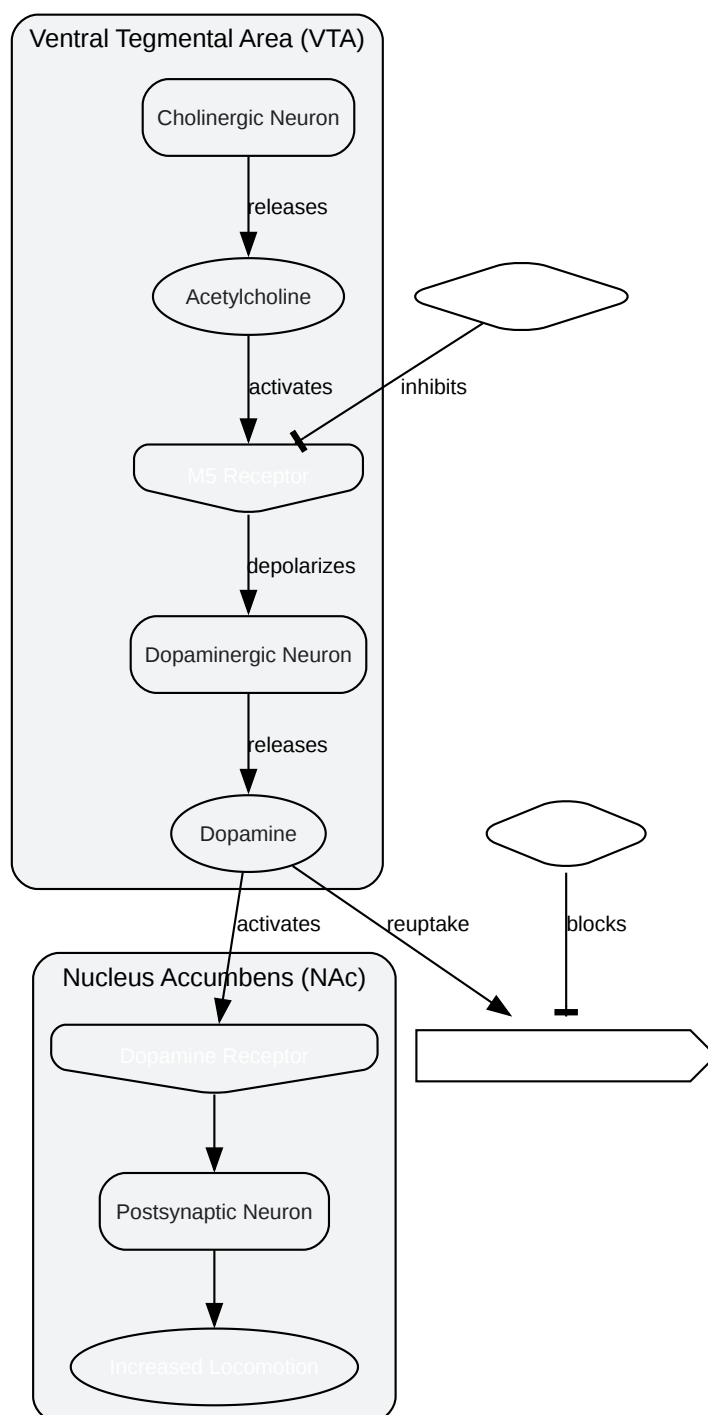 Ventral Tegmental Area (VTA)
Cholinergic Neuron
releases
Acetylcholine
activates
inhibits
M5 Receptor
depolarizes
Dopaminergic Neuron
releases
Dopamine
activates
reuptake
blocks
Nucleus Accumbens (NAc)
Dopamine Receptor
Postsynaptic Neuron
Increased Locomotion